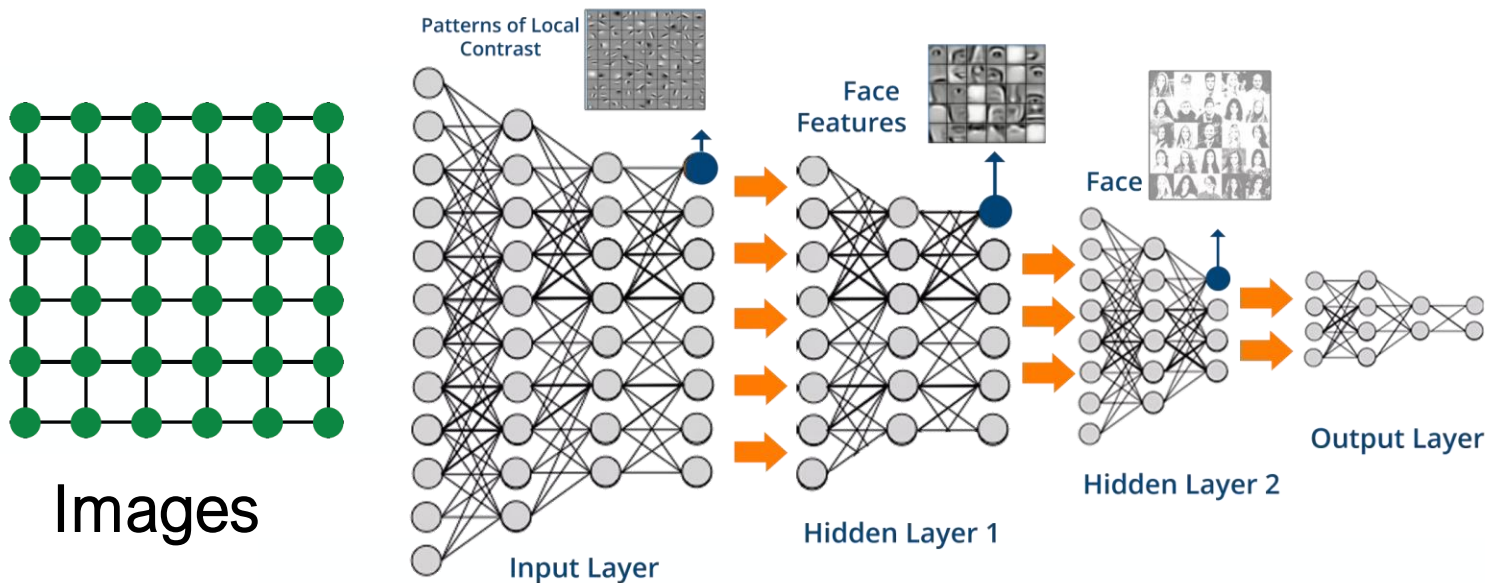 Patterns of Local
Contrast
Face
Features
Face
Images
Input Layer
Hidden Layer 1
Hidden Layer 2
Output Layer